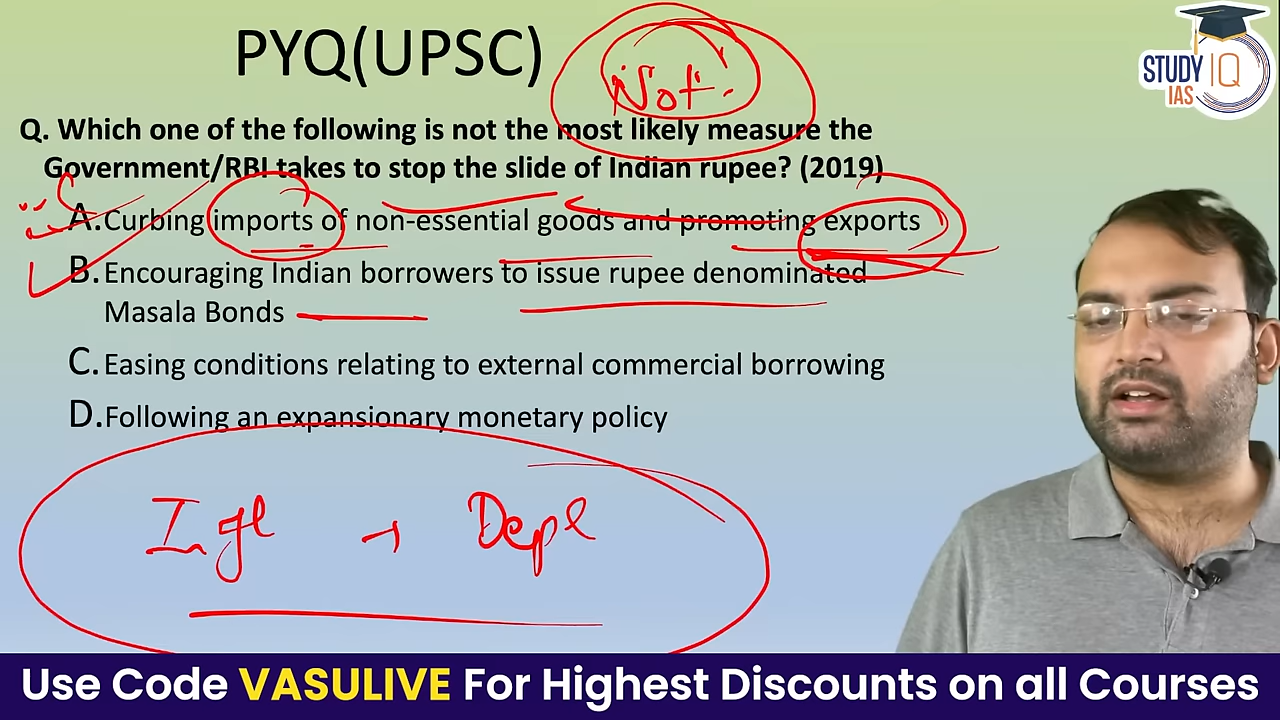 PYQ(UPSC)
Not!
STUDY IQ
IAS
Q. Which one of the following is not the most likely measure the
Government/RBI takes to stop the slide of Indian rupee? (2019)
A. Curbing imports of non-essential goods and promoting exports
B. Encouraging Indian borrowers to issue rupee denominated
Masala Bonds
C. Easing conditions relating to external commercial borrowing
D. Following an expansionary monetary policy
Use Code VASULIVE For Highest Discounts on all Courses